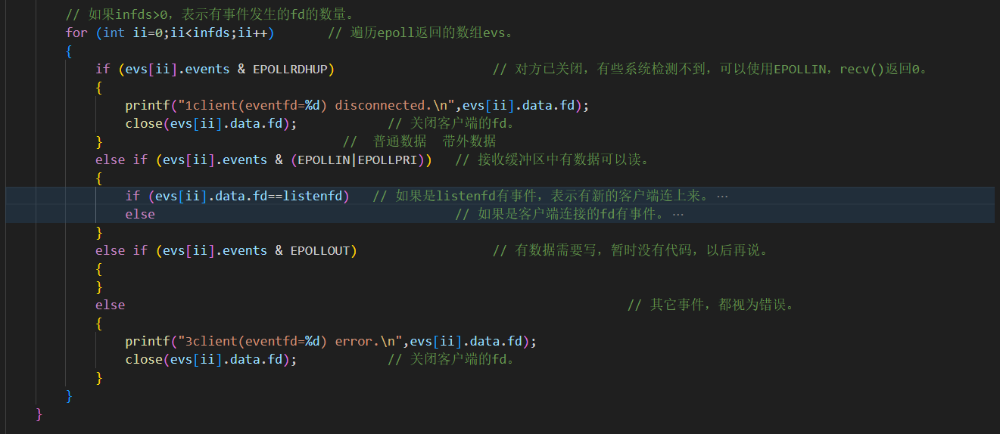 // 如果infds>0，表示有事件发生的fd的数量。
for (int ii=0;ii<infds;ii++)       // 遍历epoll返回的数组evs。
{
    if (evs[ii].events & EPOLLRDHUP)                     // 对方已关闭，有些系统检测不到，可以使用EPOLLIN，recv()返回0。
    {
        printf("1client(eventfd=%d) disconnected.\n",evs[ii].data.fd);
        close(evs[ii].data.fd);            // 关闭客户端的fd。
    }                                //  普通数据  带外数据
    else if (evs[ii].events & (EPOLLIN|EPOLLPRI))   // 接收缓冲区中有数据可以读。
    {
        if (evs[ii].data.fd==listenfd)   // 如果是listenfd有事件，表示有新的客户端连上来。…
        else                                        // 如果是客户端连接的fd有事件。…
    }
    else if (evs[ii].events & EPOLLOUT)                  // 有数据需要写，暂时没有代码，以后再说。
    {
    }
    else                                                                   // 其它事件，都视为错误。
    {
        printf("3client(eventfd=%d) error.\n",evs[ii].data.fd);
        close(evs[ii].data.fd);            // 关闭客户端的fd。
    }
}
}